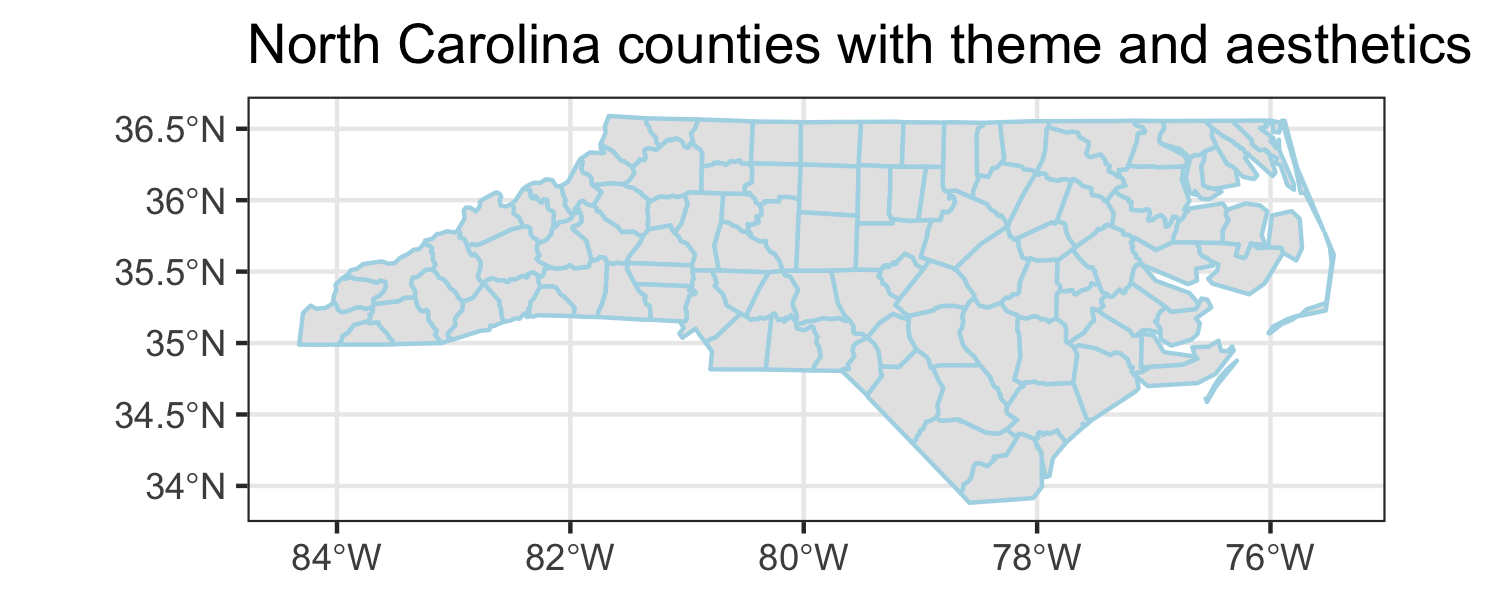 North Carolina counties with theme and aesthetics
36.5°N
36°N
35.5°N
35°N
34.5°N
34°N
84°W 82°W 80°W 78°W 76°W